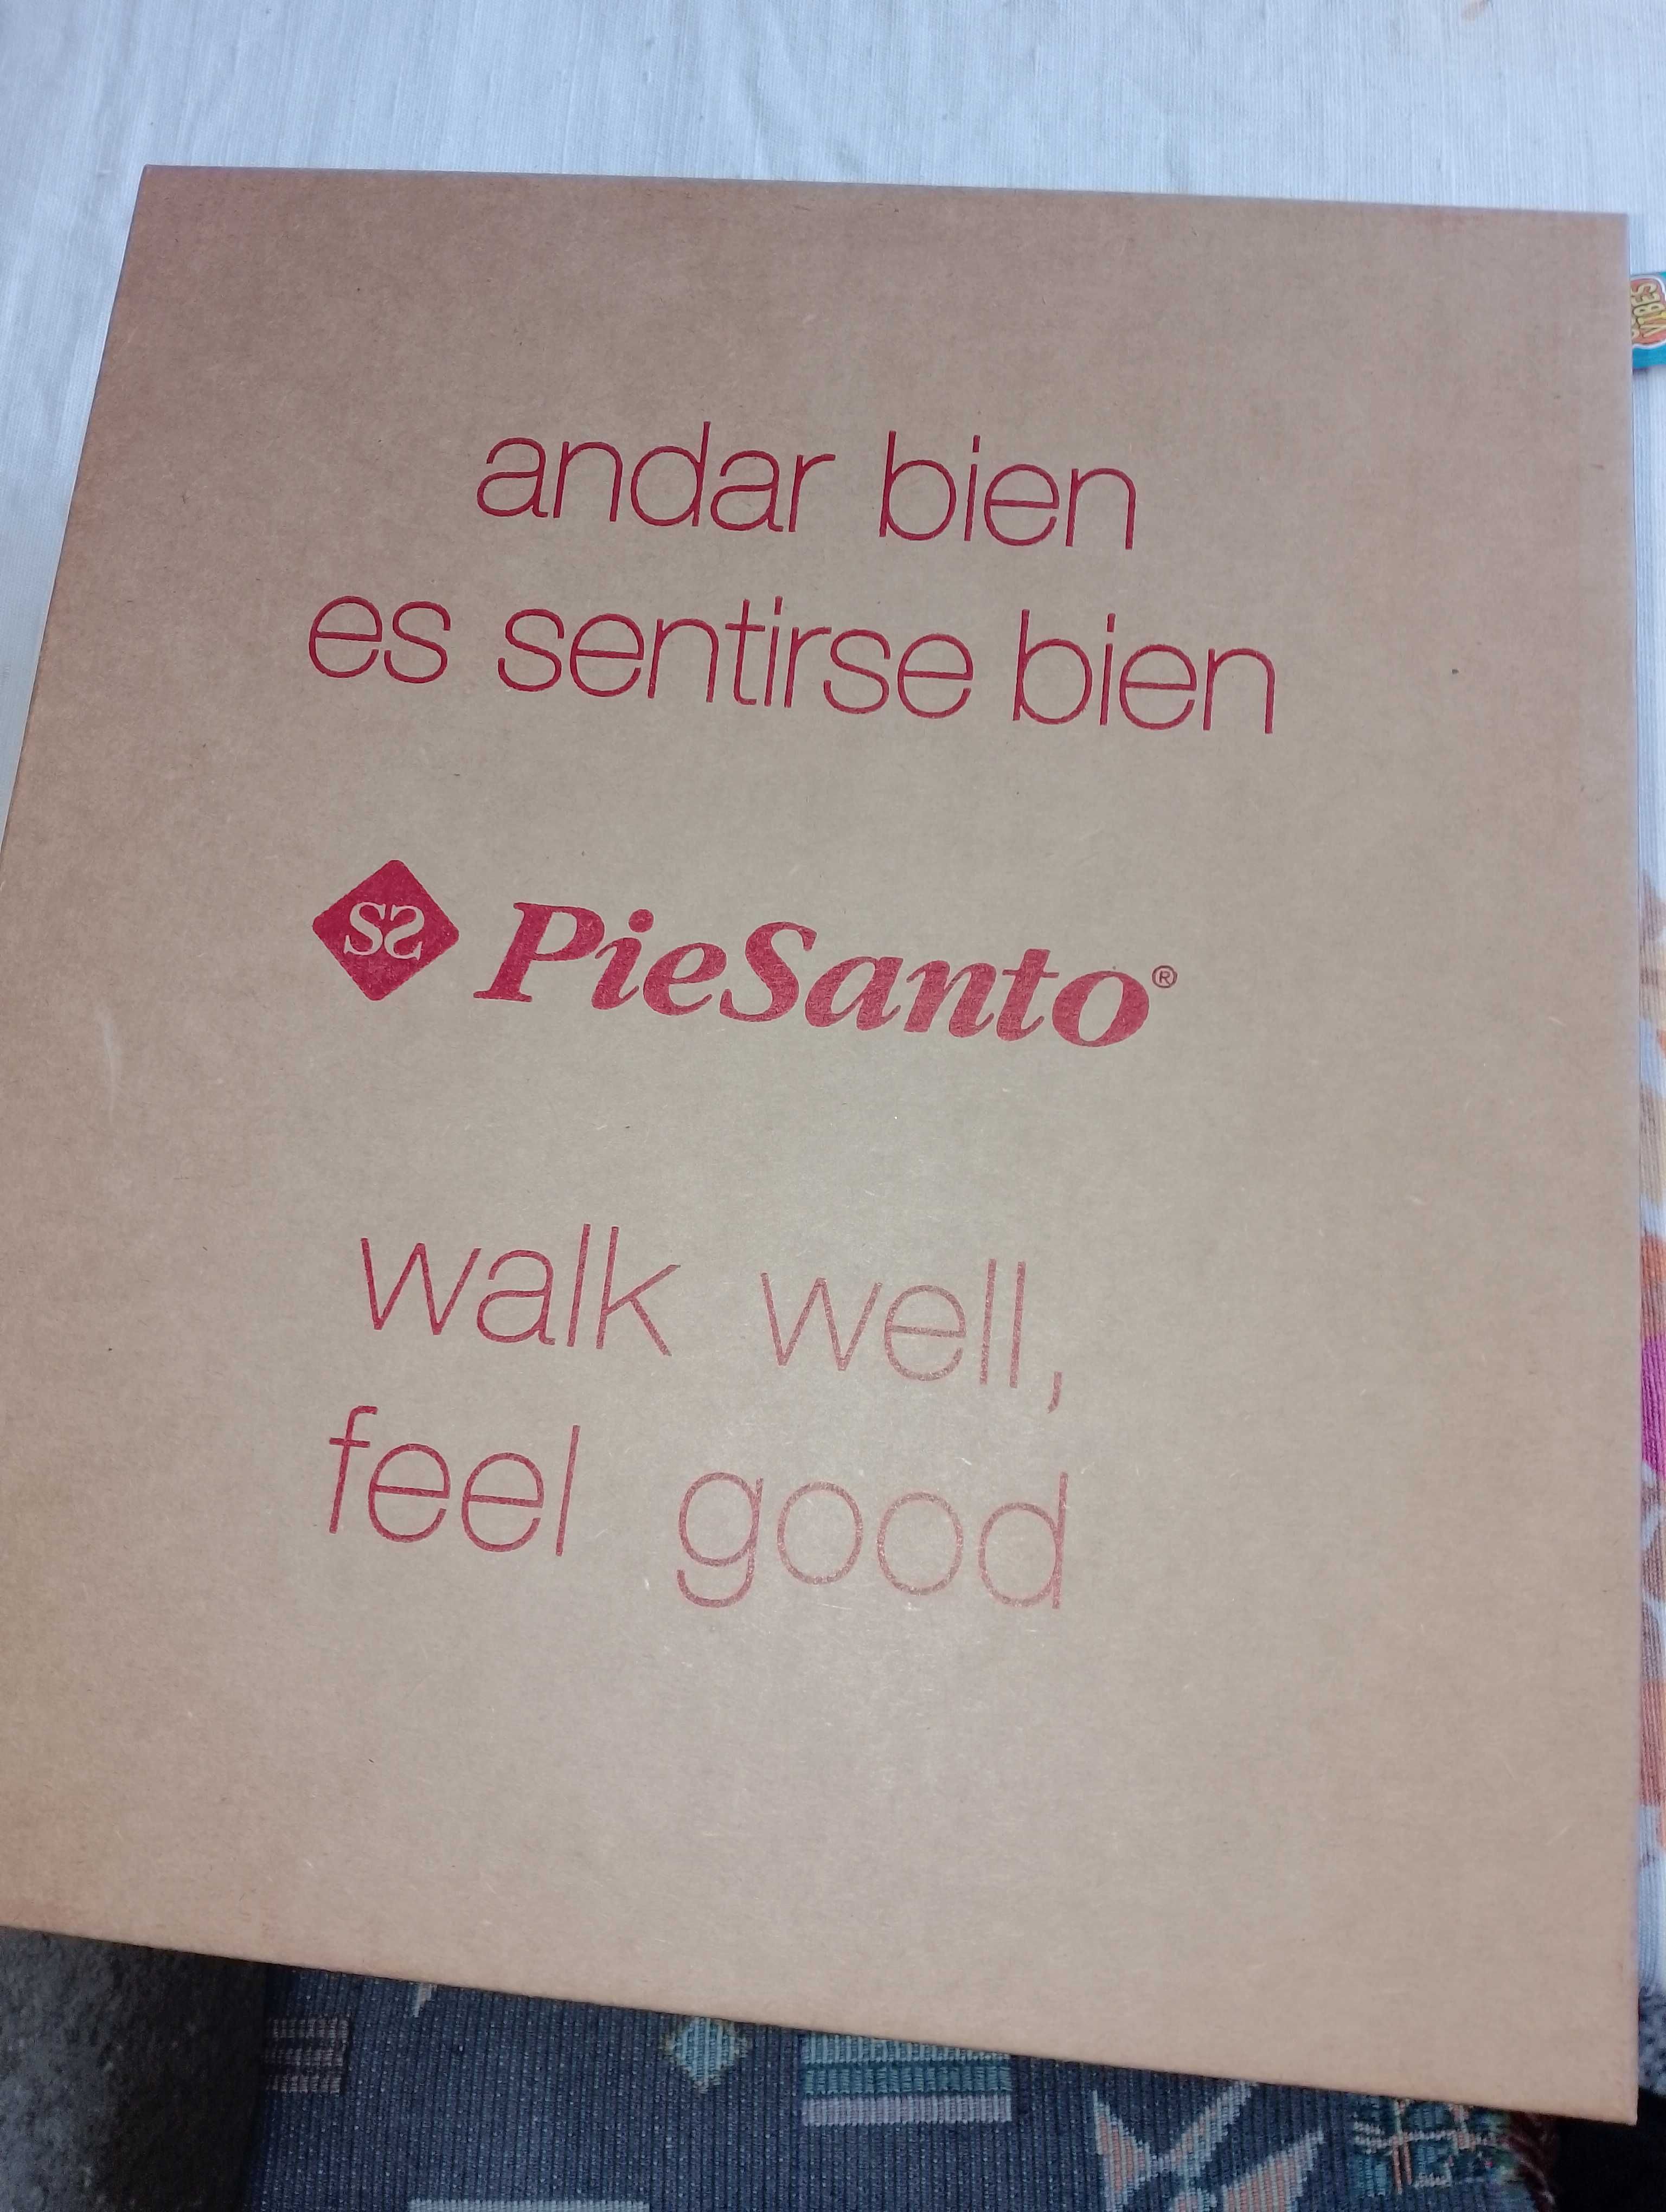 andar bien
es sentirse bien
PieSanto®
walk well,
feel good